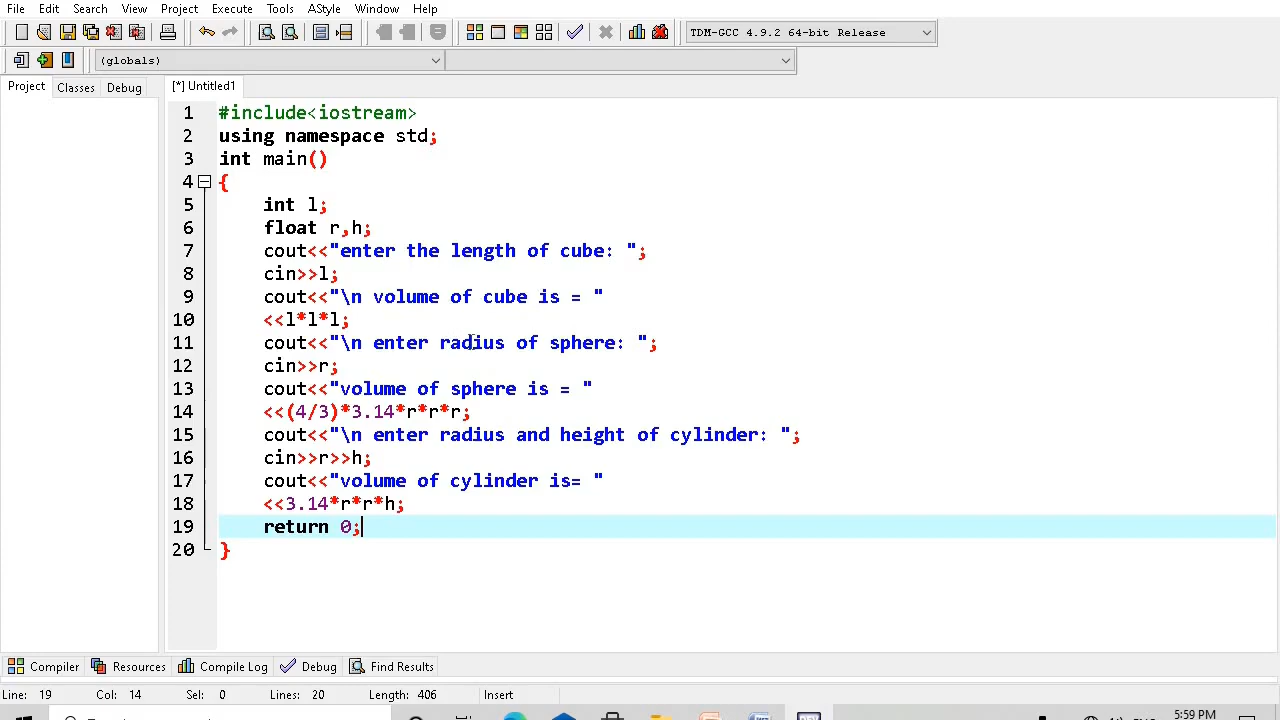 File Edit Search View Project Execute Tools AStyle Window Help
TDM-GCC 4.9.2 64-bit Release
(globals)
Project Classes Debug [*] Untitled1
1 #include<iostream>
2 using namespace std;
3 int main()
4 {
5 int l;
6 float r,h;
7 cout<<"enter the length of cube: ";
8 cin>>l;
9 cout<<"\n volume of cube is = "
10 <<l*l*l;
11 cout<<"\n enter radius of sphere: ";
12 cin>>r;
13 cout<<"volume of sphere is = "
14 <<(4/3)*3.14*r*r*r;
15 cout<<"\n enter radius and height of cylinder: ";
16 cin>>r>>h;
17 cout<<"volume of cylinder is= "
18 <<3.14*r*r*h;
19 return 0;
20 }
Compiler Resources Compile Log Debug Find Results
Line: 19 Col: 14 Sel: 0 Lines: 20 Length: 406 Insert
5:59 PM